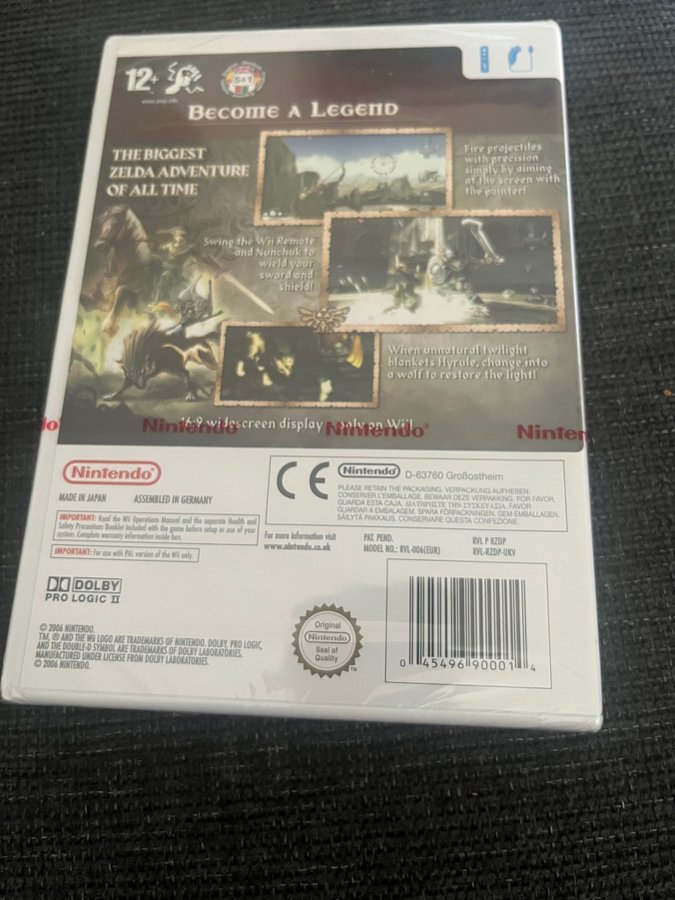 12+
www.pegi.info
5in1
BECOME A LEGEND
THE BIGGEST
ZELDA ADVENTURE
OF ALL TIME
Fire projectiles
with precision
simply by aiming
at the screen with
the pointer!
Swing the Wii Remote
and Nunchuk to
wield your
sword and
shield!
When unnatural twilight
blankets Hyrule, change into
a wolf to restore the light!
16:9 widescreen display only on Wii!
do Nintendo Nintendo® Ninten
Nintendo®
MADE IN JAPAN ASSEMBLED IN GERMANY
IMPORTANT: Read the Wii Operations Manual and the separate Health and
Safety Precautions Booklet included with the game before setup or use of your
system. Complete warranty information inside box.
IMPORTANT: For use with PAL version of the Wii only.
CE Nintendo® D-63760 Großostheim
PLEASE RETAIN THE PACKAGING. VERPACKUNG AUFHEBEN.
CONSERVER L'EMBALLAGE. BEWAAR DEZE VERPAKKING. POR FAVOR,
GUARDA ESTA CAJA. ΔΙΑΤΗΡΗΣΤΕ ΤΗΝ ΣΥΣΚΕΥΑΣΙΑ. FAVOR
GUARDAR A EMBALAGEM. SPARA FÖRPACKNINGEN. GEM EMBALLAGEN.
SÄILYTÄ PAKKAUS. CONSERVARE QUESTA CONFEZIONE.
For more information visit
www.nintendo.co.uk
PAT. PEND.
MODEL NO.: RVL-006(EUR)
RVL P RZDP
RVL-RZDP-UKV
DOLBY
PRO LOGIC II
© 2006 NINTENDO.
TM, ® AND THE Wii LOGO ARE TRADEMARKS OF NINTENDO. DOLBY, PRO LOGIC,
AND THE DOUBLE-D SYMBOL ARE TRADEMARKS OF DOLBY LABORATORIES.
MANUFACTURED UNDER LICENSE FROM DOLBY LABORATORIES.
© 2006 NINTENDO.
Original
Nintendo
Seal of
Quality
TM
0 45496 90001 4